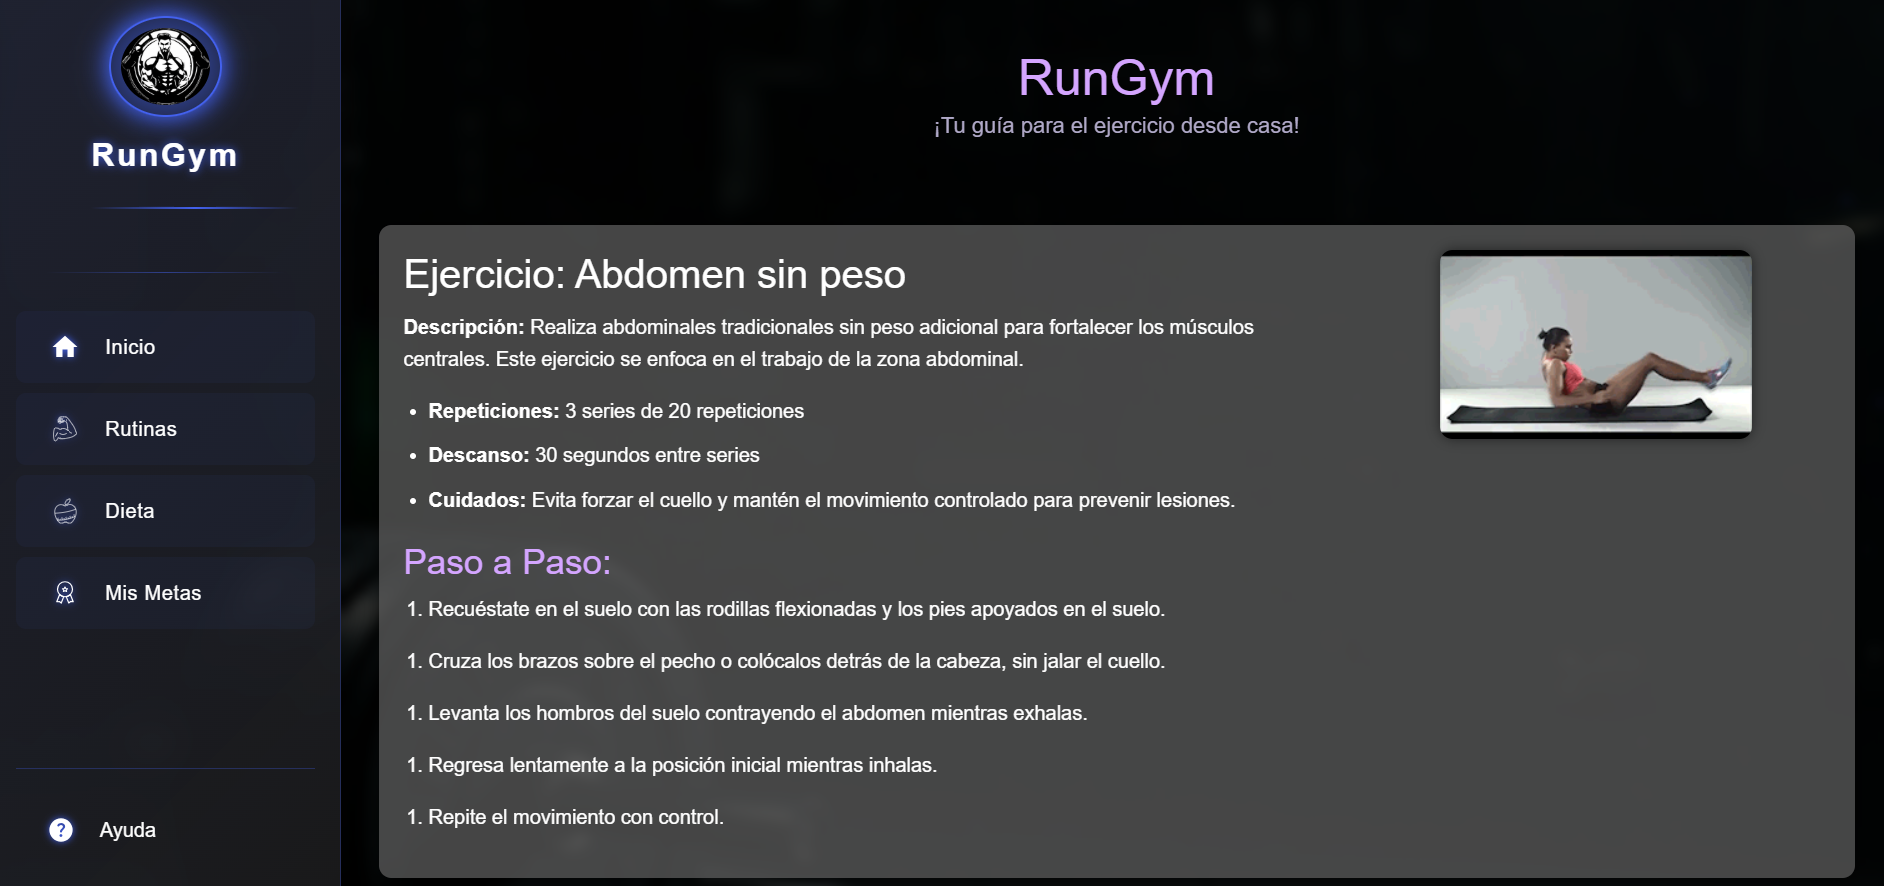 RunGym
Inicio
Rutinas
Dieta
Mis Metas
Ayuda
RunGym
¡Tu guía para el ejercicio desde casa!
Ejercicio: Abdomen sin peso
Descripción: Realiza abdominales tradicionales sin peso adicional para fortalecer los músculos
centrales. Este ejercicio se enfoca en el trabajo de la zona abdominal.
• Repeticiones: 3 series de 20 repeticiones
• Descanso: 30 segundos entre series
• Cuidados: Evita forzar el cuello y mantén el movimiento controlado para prevenir lesiones.
Paso a Paso:
1. Recuéstate en el suelo con las rodillas flexionadas y los pies apoyados en el suelo.
1. Cruza los brazos sobre el pecho o colócalos detrás de la cabeza, sin jalar el cuello.
1. Levanta los hombros del suelo contrayendo el abdomen mientras exhalas.
1. Regresa lentamente a la posición inicial mientras inhalas.
1. Repite el movimiento con control.